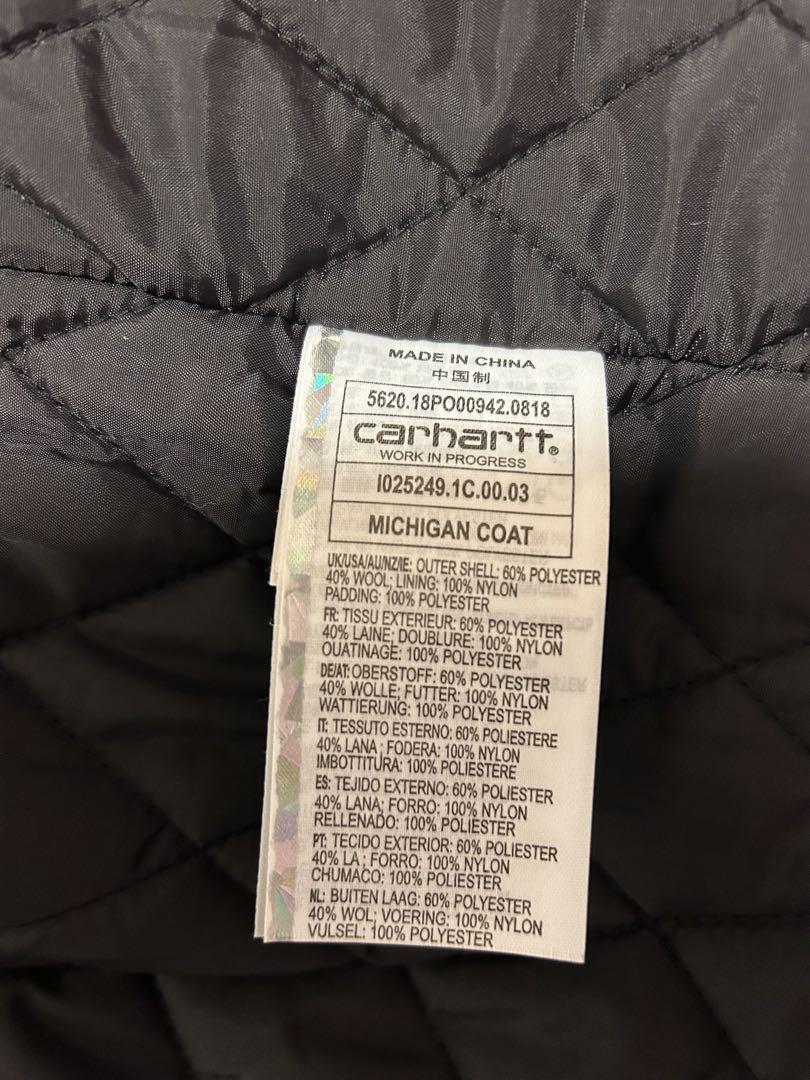 MADE IN CHINA
中国制
5620.18PO00942.0818
carhartt®
WORK IN PROGRESS
I025249.1C.00.03
MICHIGAN COAT
UK/USA/AU/NZ/IE: OUTER SHELL: 60% POLYESTER
40% WOOL; LINING: 100% NYLON
PADDING: 100% POLYESTER
FR: TISSU EXTERIEUR: 60% POLYESTER
40% LAINE; DOUBLURE: 100% NYLON
OUATINAGE: 100% POLYESTER
DE/AT: OBERSTOFF: 60% POLYESTER
40% WOLLE; FUTTER: 100% NYLON
WATTIERUNG: 100% POLYESTER
IT: TESSUTO ESTERNO: 60% POLIESTERE
40% LANA ; FODERA: 100% NYLON
IMBOTTITURA: 100% POLIESTERE
ES: TEJIDO EXTERNO: 60% POLYESTER
40% LANA; FORRO: 100% NYLON
RELLENADO: 100% POLIESTER
PT: TECIDO EXTERIOR: 60% POLYESTER
40% LA ; FORRO: 100% NYLON
CHUMACO: 100% POLYESTER
NL: BUITEN LAAG: 60% POLYESTER
40% WOL; VOERING: 100% NYLON
VULSEL: 100% POLYESTER